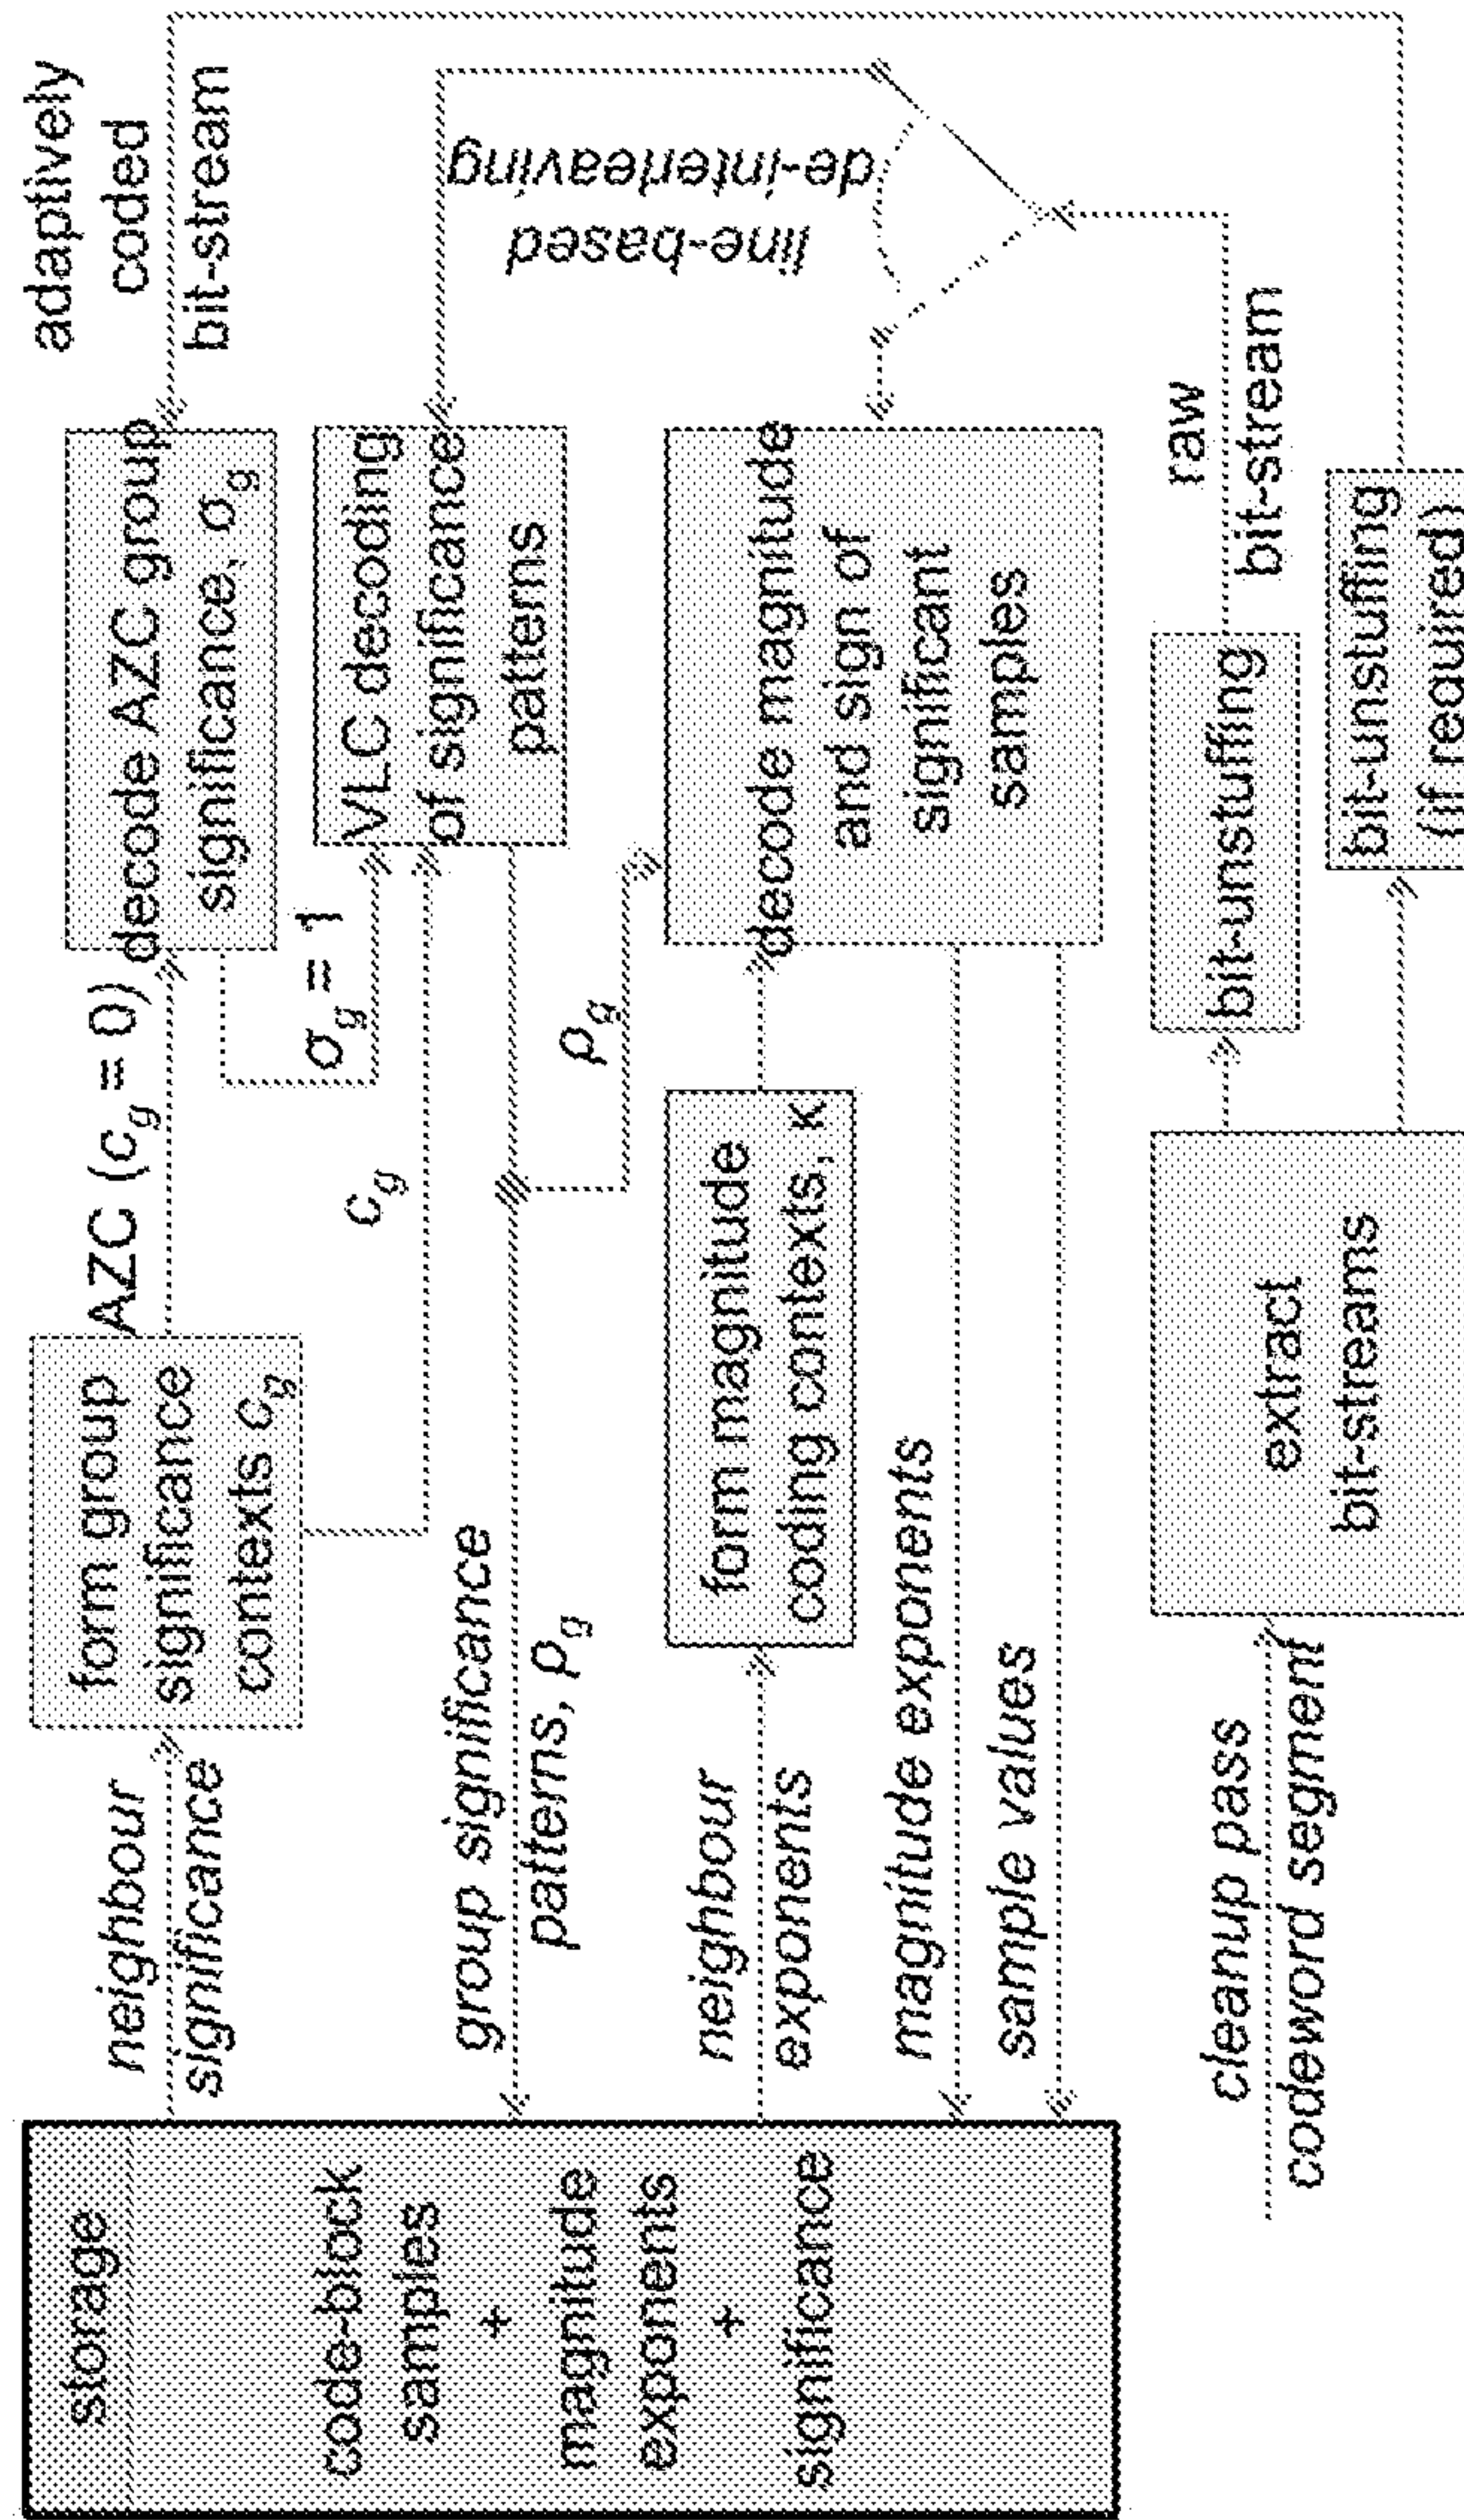 storage
code-block
samples
+
magnitude
exponents
+
significance
neighbour
significance
form group
significance
contexts c_g
AZC (c_g = 0)
decode AZC group
significance, σ_g
adaptively
coded
bit-stream
σ_g = 1
c_g
VLC decoding
of significance
patterns
group significance
patterns, ρ_g
ρ_g
line-based
de-interleaving
neighbour
exponents
form magnitude
coding contexts, κ
decode magnitude
and sign of
significant
samples
magnitude exponents
sample values
cleanup pass
codeword segment
extract
bit-streams
bit-unstuffing
raw
bit-stream
bit-unstuffing
(if required)